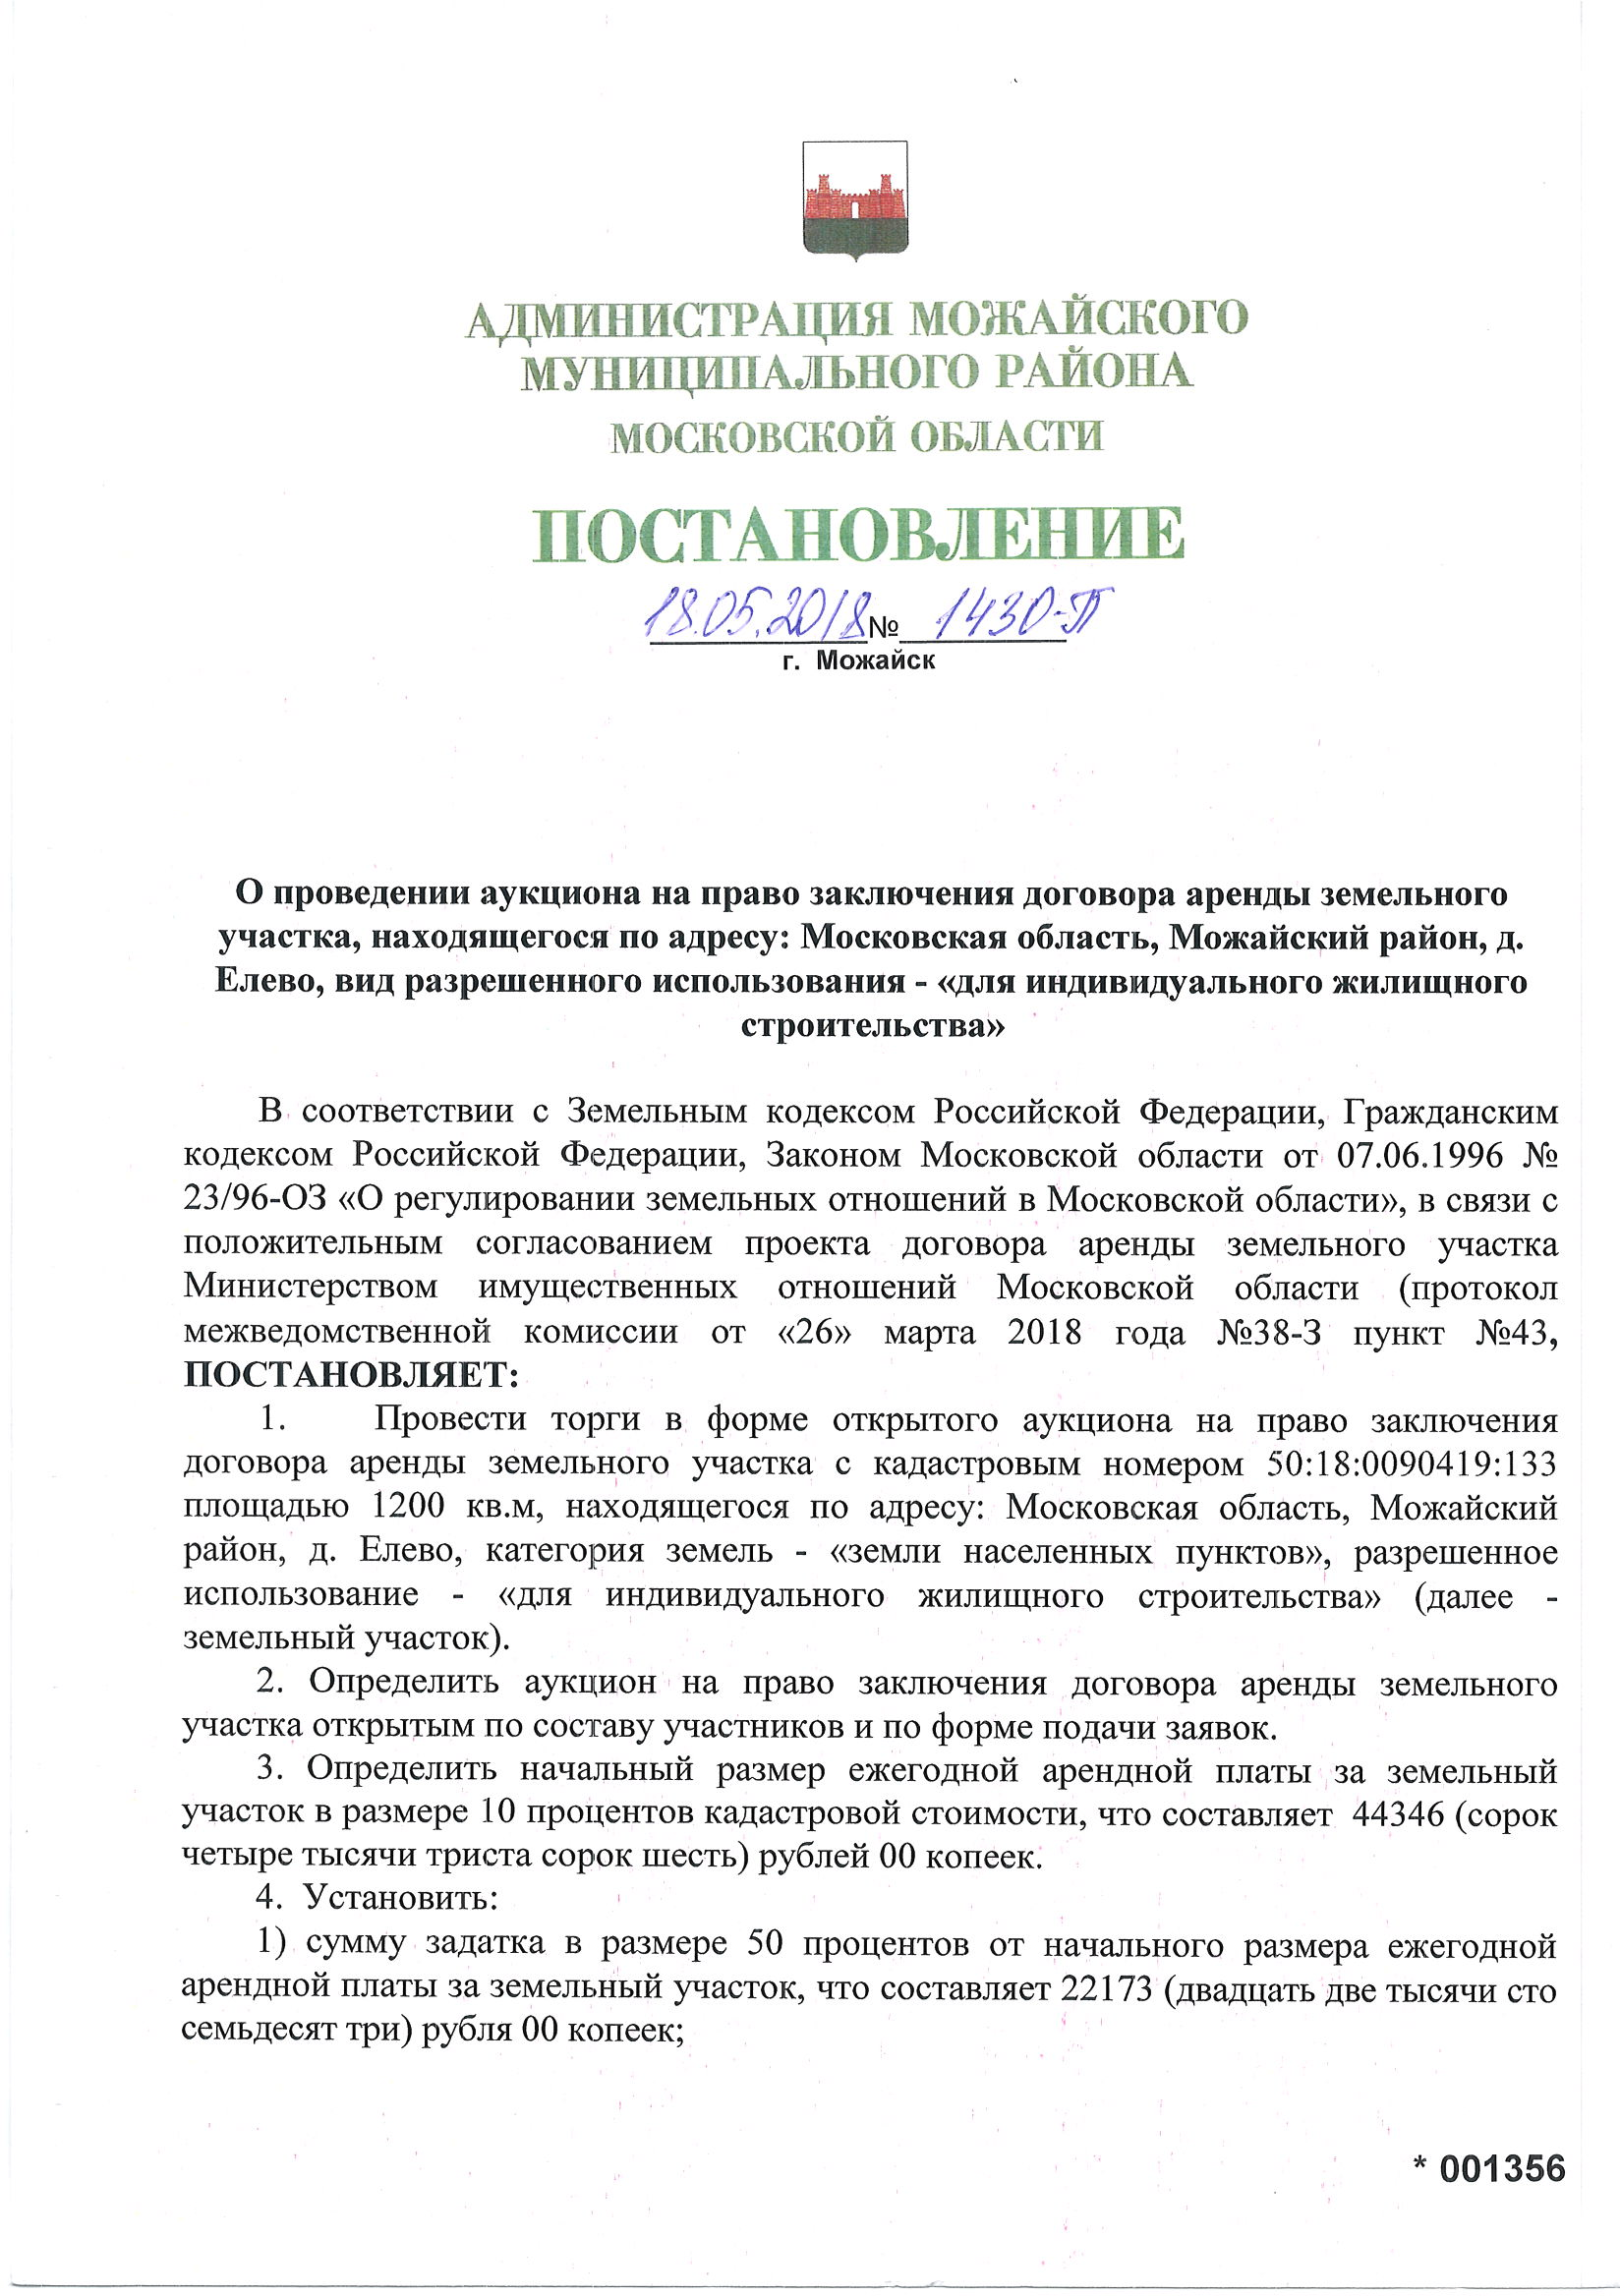 АДМИНИСТРАЦИЯ МОЖАЙСКОГО
МУНИЦИПАЛЬНОГО РАЙОНА
МОСКОВСКОЙ ОБЛАСТИ
ПОСТАНОВЛЕНИЕ
18.05.2018 № 1430-П
г. Можайск
О проведении аукциона на право заключения договора аренды земельного
участка, находящегося по адресу: Московская область, Можайский район, д.
Елево, вид разрешенного использования - «для индивидуального жилищного
строительства»
В соответствии с Земельным кодексом Российской Федерации, Гражданским
кодексом Российской Федерации, Законом Московской области от 07.06.1996 №
23/96-ОЗ «О регулировании земельных отношений в Московской области», в связи с
положительным согласованием проекта договора аренды земельного участка
Министерством имущественных отношений Московской области (протокол
межведомственной комиссии от «26» марта 2018 года №38-З пункт №43,
ПОСТАНОВЛЯЕТ:
1. Провести торги в форме открытого аукциона на право заключения
договора аренды земельного участка с кадастровым номером 50:18:0090419:133
площадью 1200 кв.м, находящегося по адресу: Московская область, Можайский
район, д. Елево, категория земель - «земли населенных пунктов», разрешенное
использование - «для индивидуального жилищного строительства» (далее -
земельный участок).
2. Определить аукцион на право заключения договора аренды земельного
участка открытым по составу участников и по форме подачи заявок.
3. Определить начальный размер ежегодной арендной платы за земельный
участок в размере 10 процентов кадастровой стоимости, что составляет 44346 (сорок
четыре тысячи триста сорок шесть) рублей 00 копеек.
4. Установить:
1) сумму задатка в размере 50 процентов от начального размера ежегодной
арендной платы за земельный участок, что составляет 22173 (двадцать две тысячи сто
семьдесят три) рубля 00 копеек;
* 001356